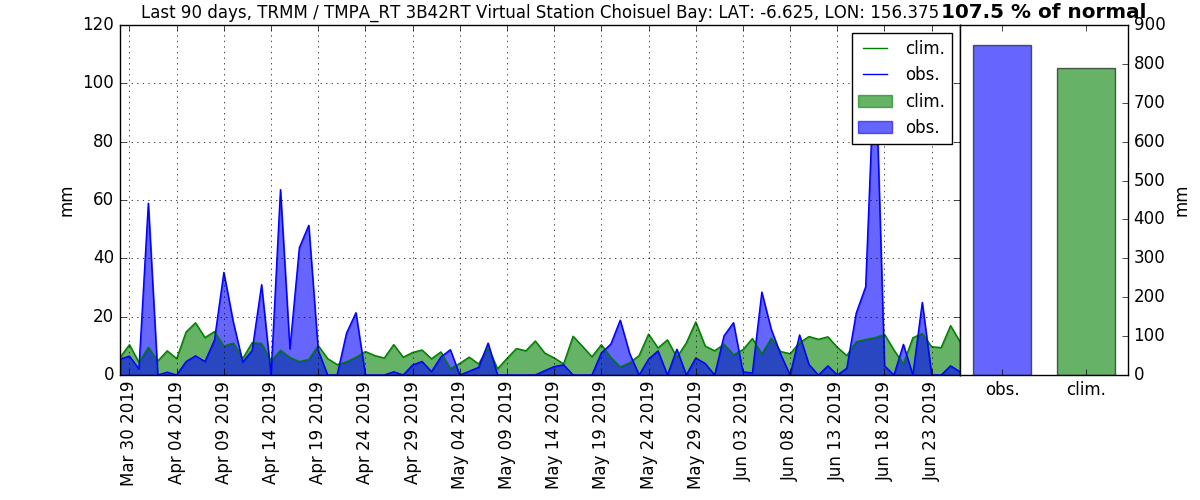 Last 90 days, TRMM / TMPA_RT 3B42RT Virtual Station Choisuel Bay: LAT: -6.625, LON: 156.375
107.5 % of normal
mm
120
100
80
60
40
20
0
clim.
obs.
clim.
obs.
Mar 30 2019
Apr 04 2019
Apr 09 2019
Apr 14 2019
Apr 19 2019
Apr 24 2019
Apr 29 2019
May 04 2019
May 09 2019
May 14 2019
May 19 2019
May 24 2019
May 29 2019
Jun 03 2019
Jun 08 2019
Jun 13 2019
Jun 18 2019
Jun 23 2019
900
800
700
600
500
400
300
200
100
0
mm
obs.
clim.